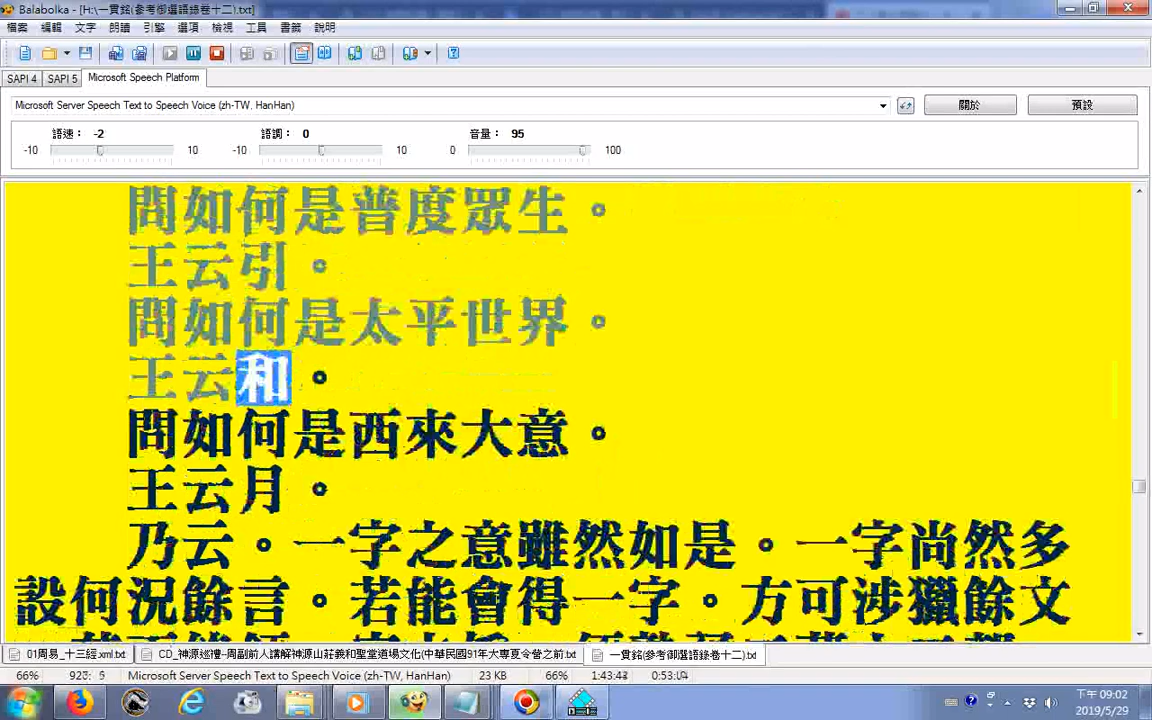 Balabolka - [H:\一貫銘(參考御選語錄卷十二).txt]
檔案 編輯 文字 朗讀 引擎 選項 檢視 工具 書籤 說明
SAPI 4 SAPI 5 Microsoft Speech Platform
Microsoft Server Speech Text to Speech Voice (zh-TW, HanHan) 關於 預設
語速: -2 語調: 0 音量: 95
-10 10 -10 10 0 100
問如何是普度眾生。
王云引。
問如何是太平世界。
王云和。
問如何是西來大意。
王云月。
乃云。一字之意雖然如是。一字尚然多
設何況餘言。若能會得一字。方可涉獵餘文
01周易_十三經.xml.txt CD_神源巡禮-周副前人講解神源山莊義和聖堂道場文化(中華民國91年大專夏令營之前.txt 一貫銘(參考御選語錄卷十二).txt
66% Microsoft Server Speech Text to Speech Voice (zh-TW, HanHan) 23 KB 66% 0:53:04
下午 09:02
2019/5/29